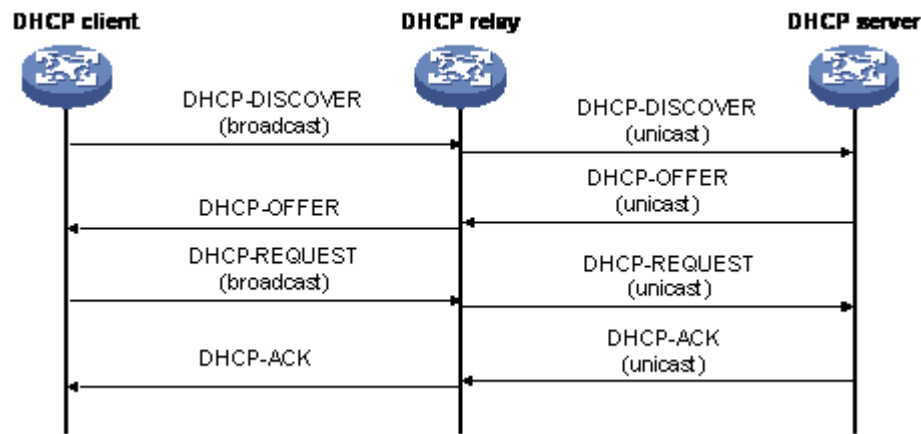 DHCP client
DHCP relay
DHCP server
DHCP-DISCOVER
(broadcast)
DHCP-DISCOVER
(unicast)
DHCP-OFFER
(unicast)
DHCP-OFFER
DHCP-REQUEST
(broadcast)
DHCP-REQUEST
(unicast)
DHCP-ACK
(unicast)
DHCP-ACK